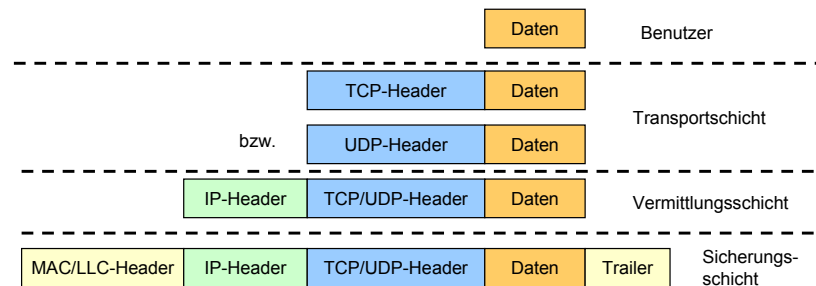 Daten
Benutzer
TCP-Header Daten
Transportschicht
bzw. UDP-Header Daten
IP-Header TCP/UDP-Header Daten
Vermittlungsschicht
MAC/LLC-Header IP-Header TCP/UDP-Header Daten Trailer
Sicherungs-
schicht